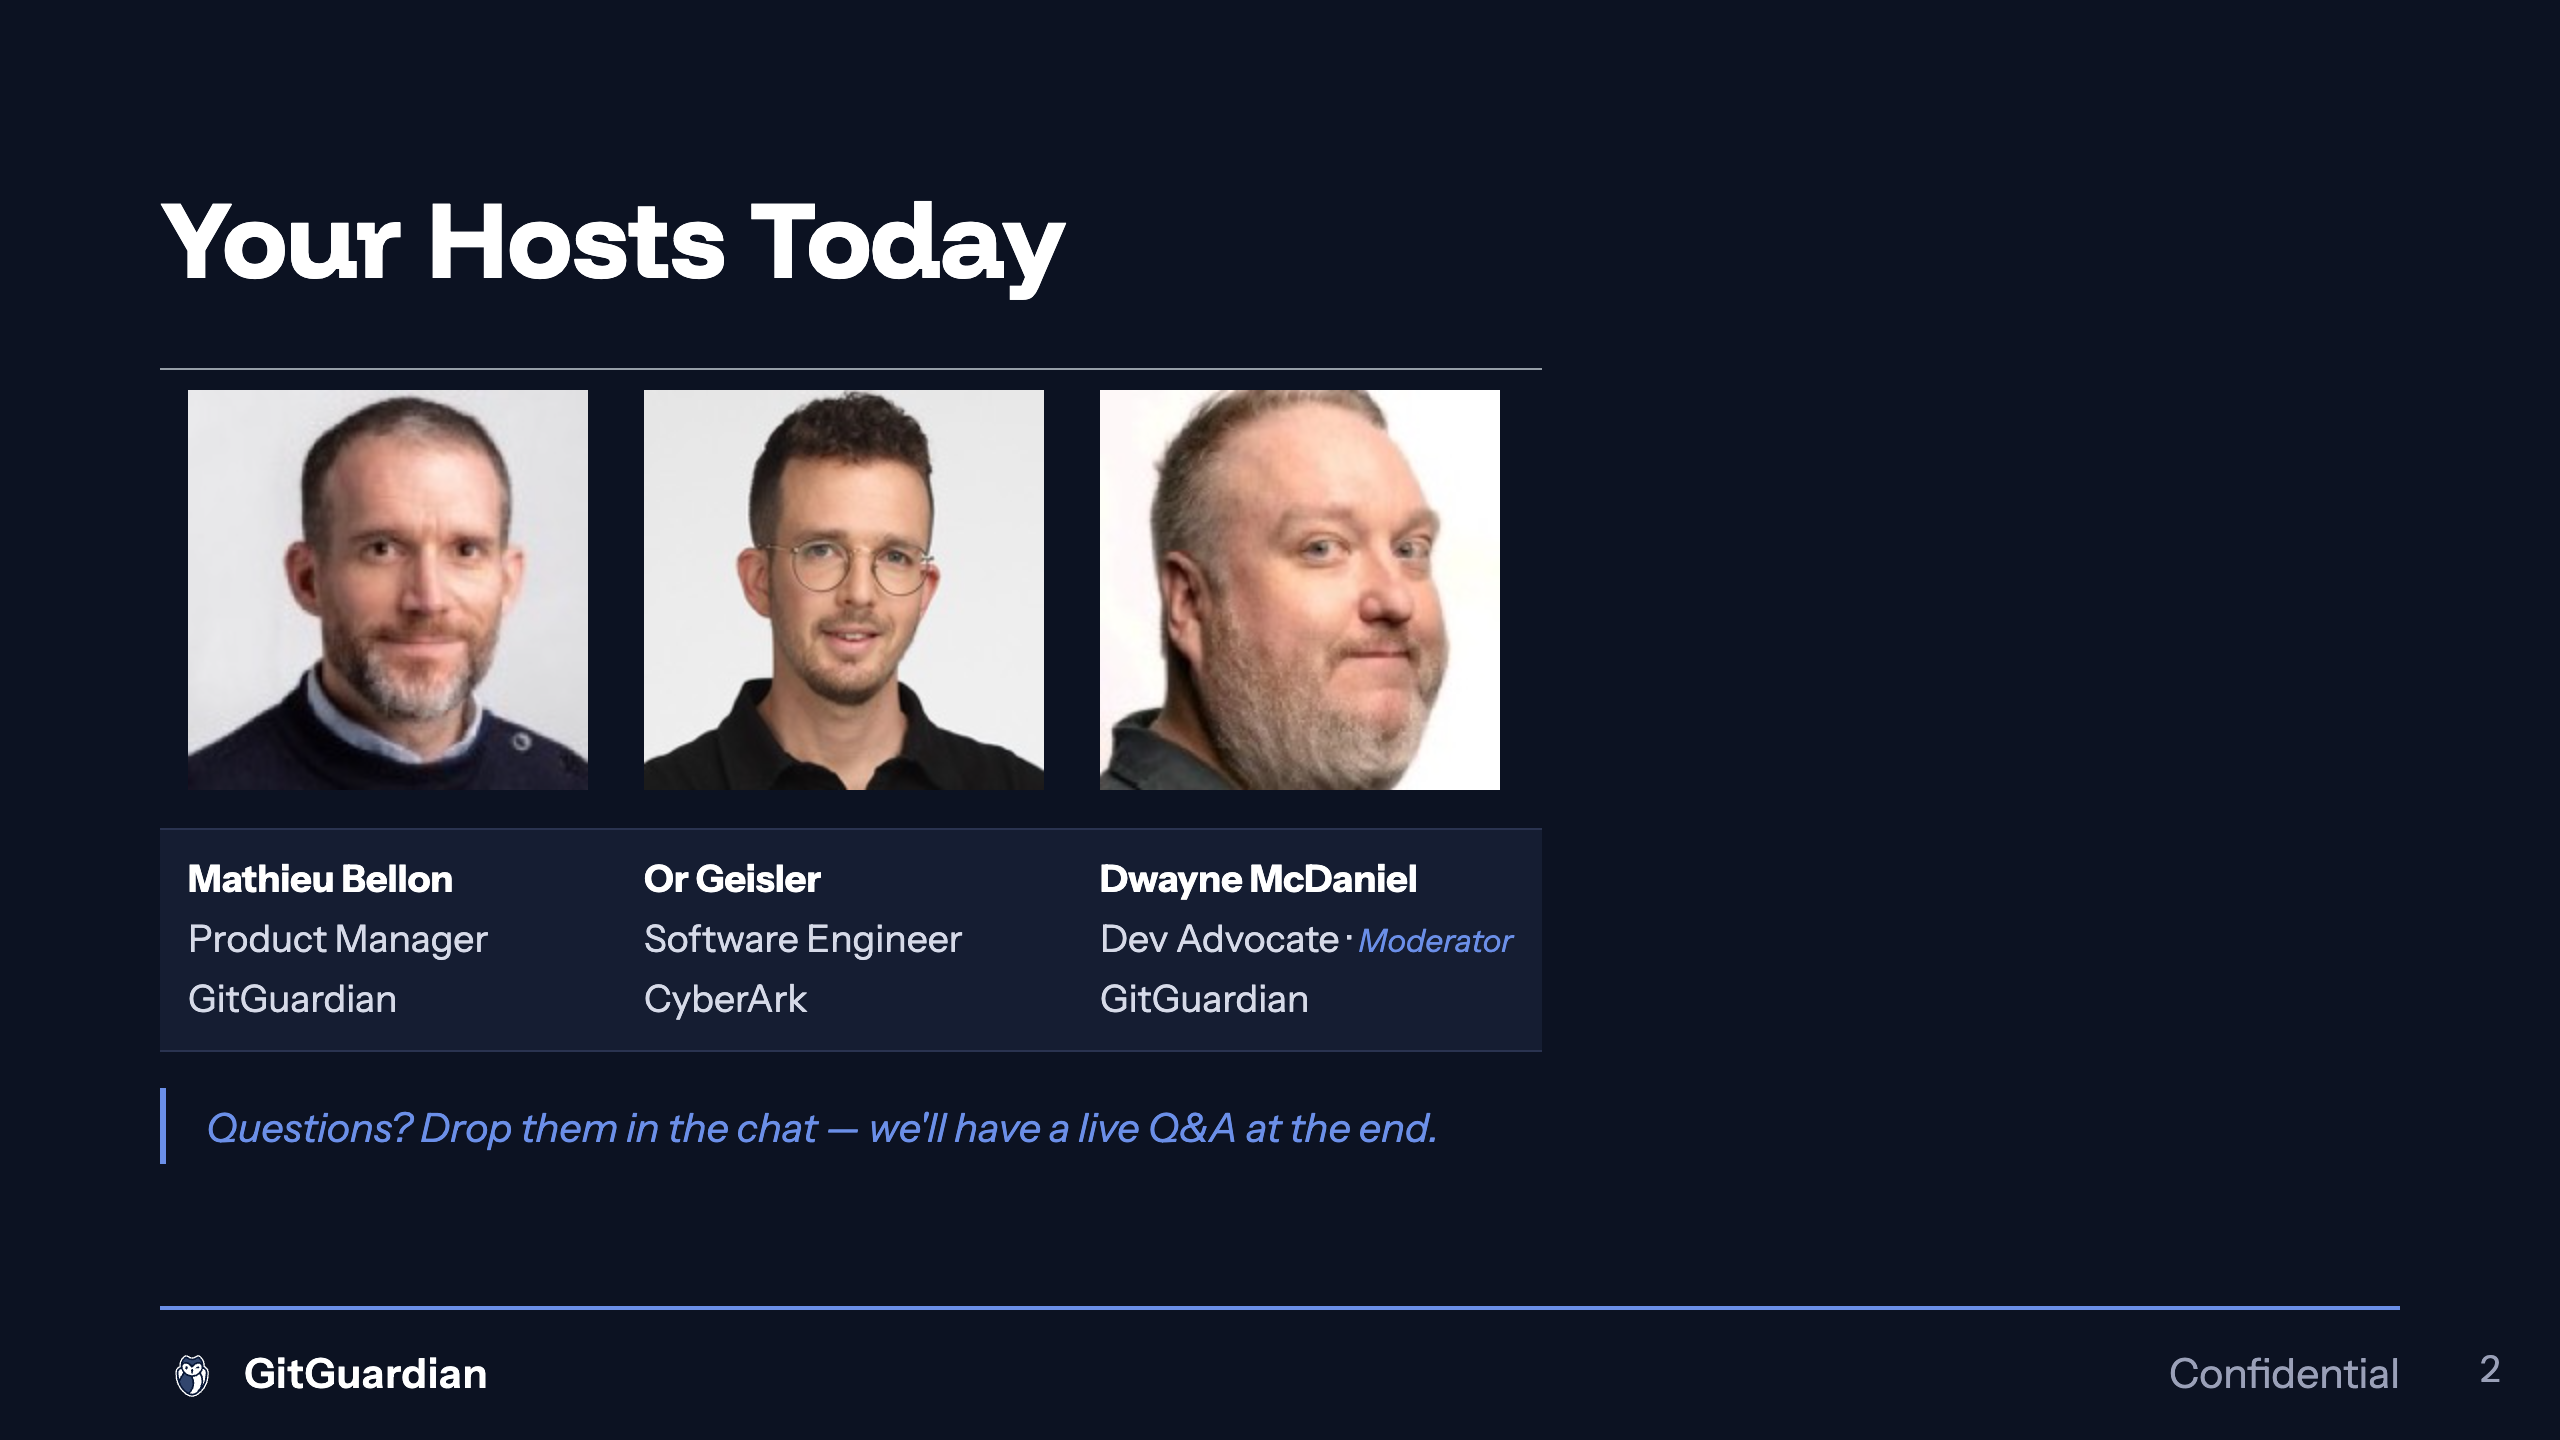 Your Hosts Today
Mathieu Bellon
Product Manager
GitGuardian
Or Geisler
Software Engineer
CyberArk
Dwayne McDaniel
Dev Advocate · Moderator
GitGuardian
Questions? Drop them in the chat — we'll have a live Q&A at the end.
GitGuardian
Confidential
2